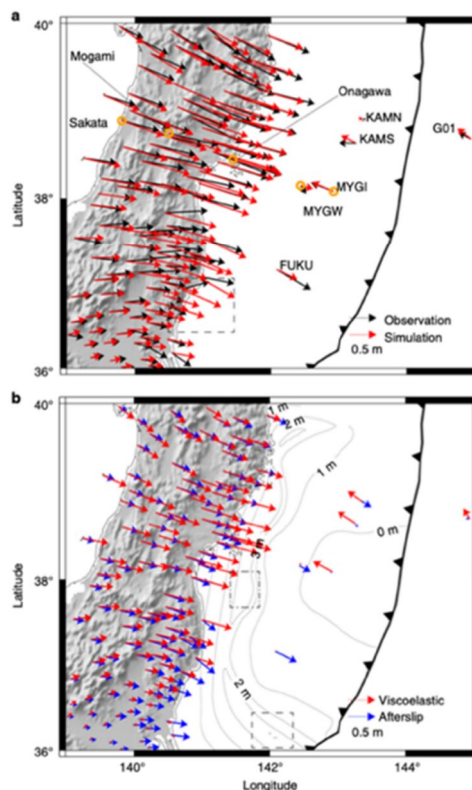 a
40°
Mogami
Onagawa
Sakata
KAMN
KAMS
G01
Latitude
38°
MYGI
MYGW
FUKU
Observation
Simulation
0.5 m
36°
b
40°
1 m
2 m
1 m
0 m
3 m
Latitude
38°
2 m
Viscoelastic
Afterslip
0.5 m
36°
140°
142°
144°
Longitude